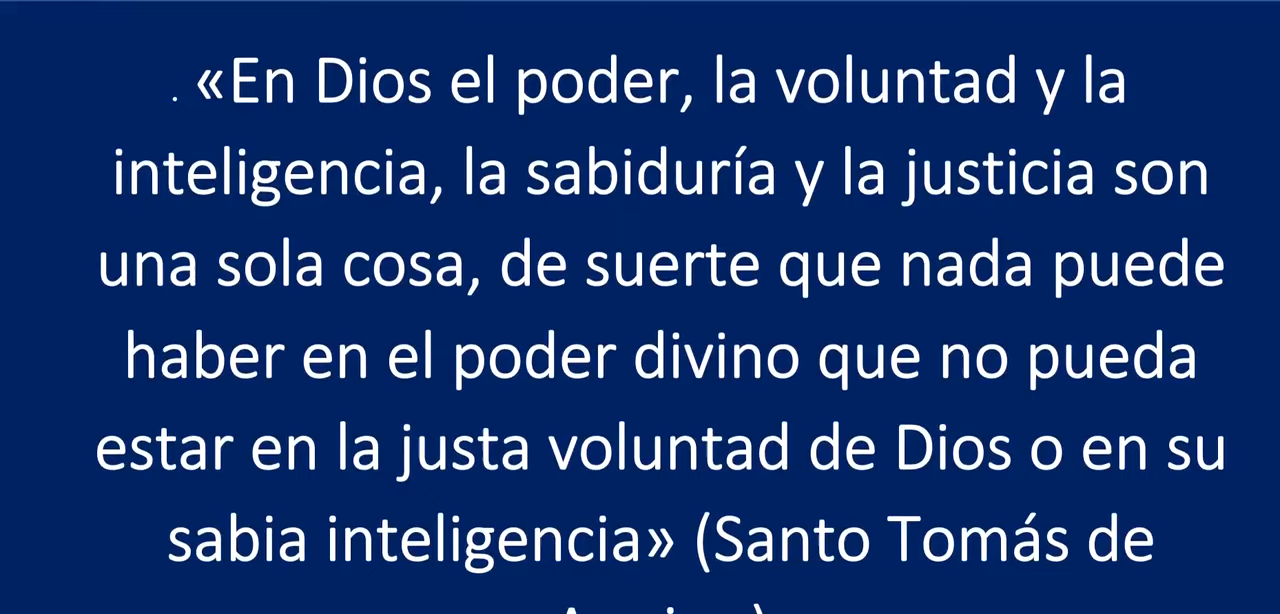 . «En Dios el poder, la voluntad y la
inteligencia, la sabiduría y la justicia son
una sola cosa, de suerte que nada puede
haber en el poder divino que no pueda
estar en la justa voluntad de Dios o en su
sabia inteligencia» (Santo Tomás de